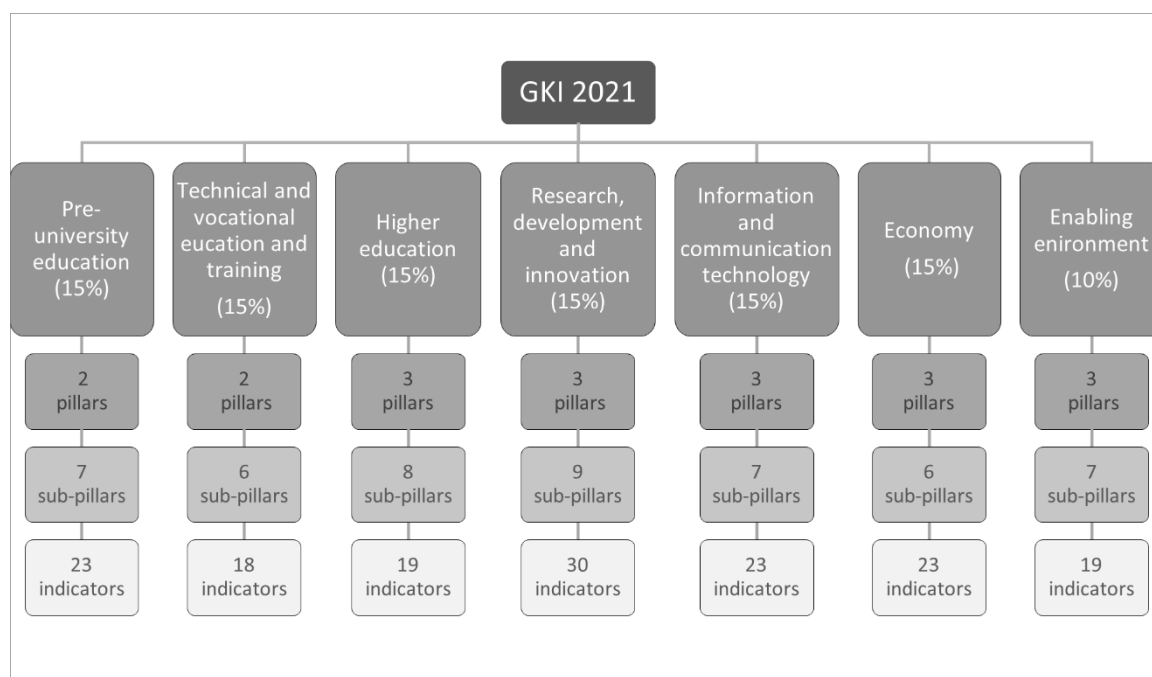 GKI 2021
Pre-
university
education
(15%)
Technical and
vocational
eucation and
training
(15%)
Higher
education
(15%)
Research,
development
and
innovation
(15%)
Information
and
communication
technology
(15%)
Economy
(15%)
Enabling
enironment
(10%)
2
pillars
2
pillars
3
pillars
3
pillars
3
pillars
3
pillars
3
pillars
7
sub-pillars
6
sub-pillars
8
sub-pillars
9
sub-pillars
7
sub-pillars
6
sub-pillars
7
sub-pillars
23
indicators
18
indicators
19
indicators
30
indicators
23
indicators
23
indicators
19
indicators